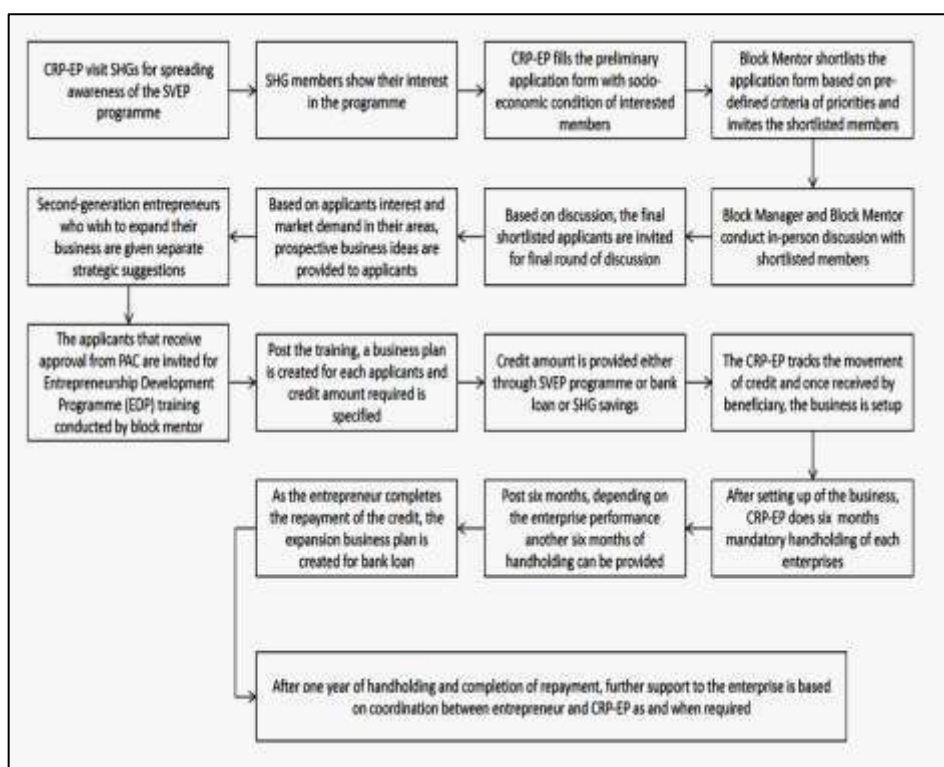 CRP-EP visit SHGs for spreading
awareness of the SVEP
programme
SHG members show their interest
in the programme
CRP-EP fills the preliminary
application form with socio-
economic condition of interested
members
Block Mentor shortlists the
application form based on pre-
defined criteria of priorities and
invites the shortlisted members
Block Manager and Block Mentor
conduct in-person discussion with
shortlisted members
Based on discussion, the final
shortlisted applicants are invited
for final round of discussion
Based on applicants interest and
market demand in their areas,
prospective business ideas are
provided to applicants
Second-generation entrepreneurs
who wish to expand their
business are given separate
strategic suggestions
The applicants that receive
approval from PAC are invited for
Entrepreneurship Development
Programme (EDP) training
conducted by block mentor
Post the training, a business plan
is created for each applicants and
credit amount required is
specified
Credit amount is provided either
through SVEP programme or bank
loan or SHG savings
The CRP-EP tracks the movement
of credit and once received by
beneficiary, the business is setup
After setting up of the business,
CRP-EP does six months
mandatory handholding of each
enterprises
Post six months, depending on
the enterprise performance
another six months of
handholding can be provided
As the entrepreneur completes
the repayment of the credit, the
expansion business plan is
created for bank loan
After one year of handholding and completion of repayment, further support to the enterprise is based
on coordination between entrepreneur and CRP-EP as and when required